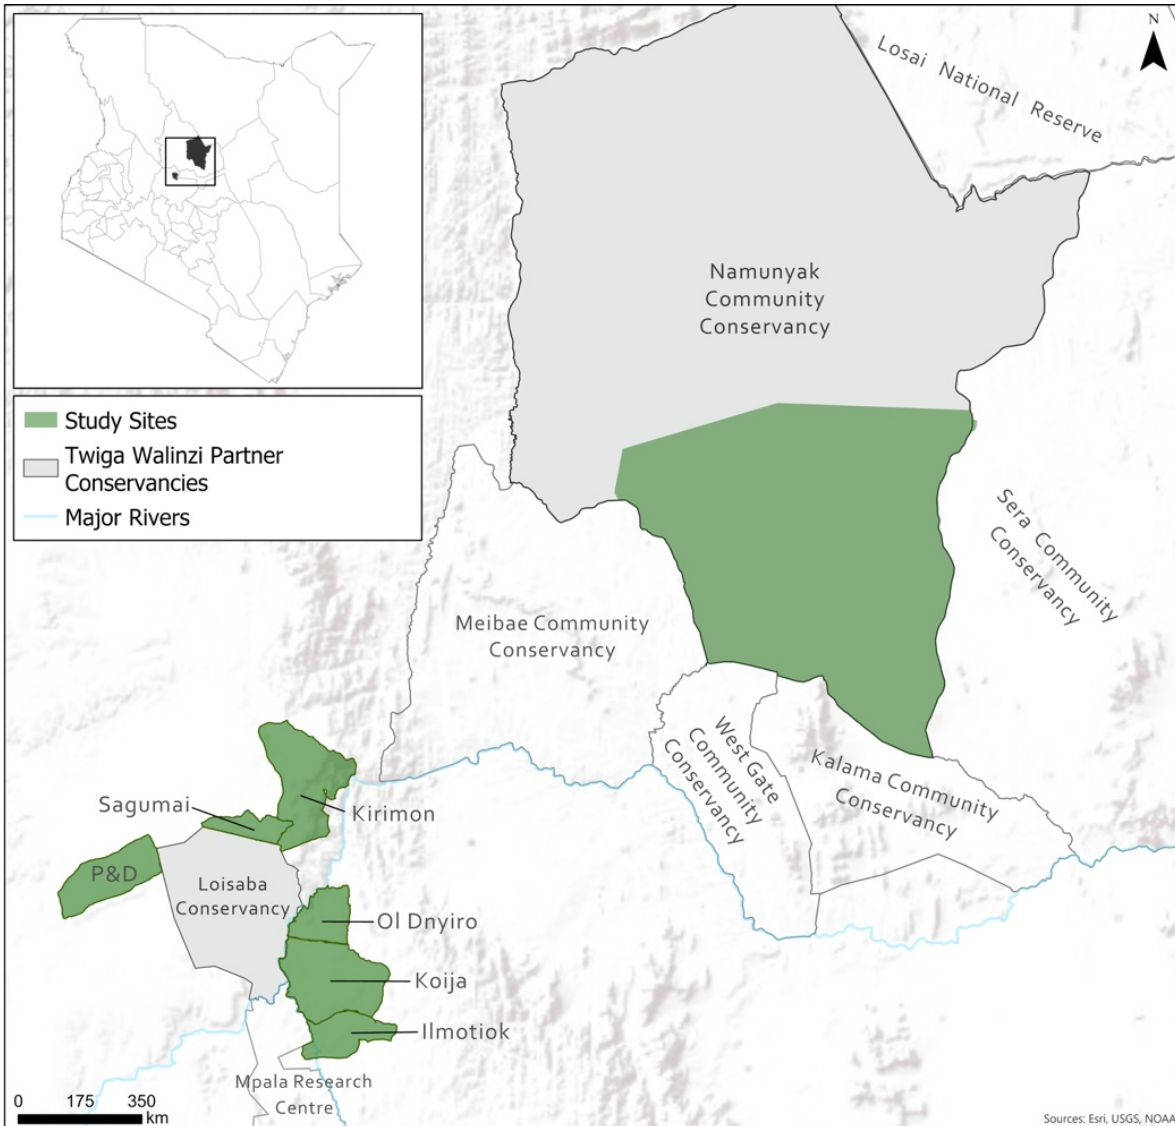 N
Losai National Reserve
Namunyak
Community
Conservancy
Study Sites
Twiga Walinzi Partner
Conservancies
Major Rivers
Sera Community
Conservancy
Meibae Community
Conservancy
West Gate
Community
Conservancy
Kalama Community
Conservancy
Sagumai
Kirimon
P&D
Loisaba
Conservancy
Ol Dnyiro
Koija
Ilmotiok
Mpala Research
Centre
0 175 350
km
Sources: Esri, USGS, NOAA